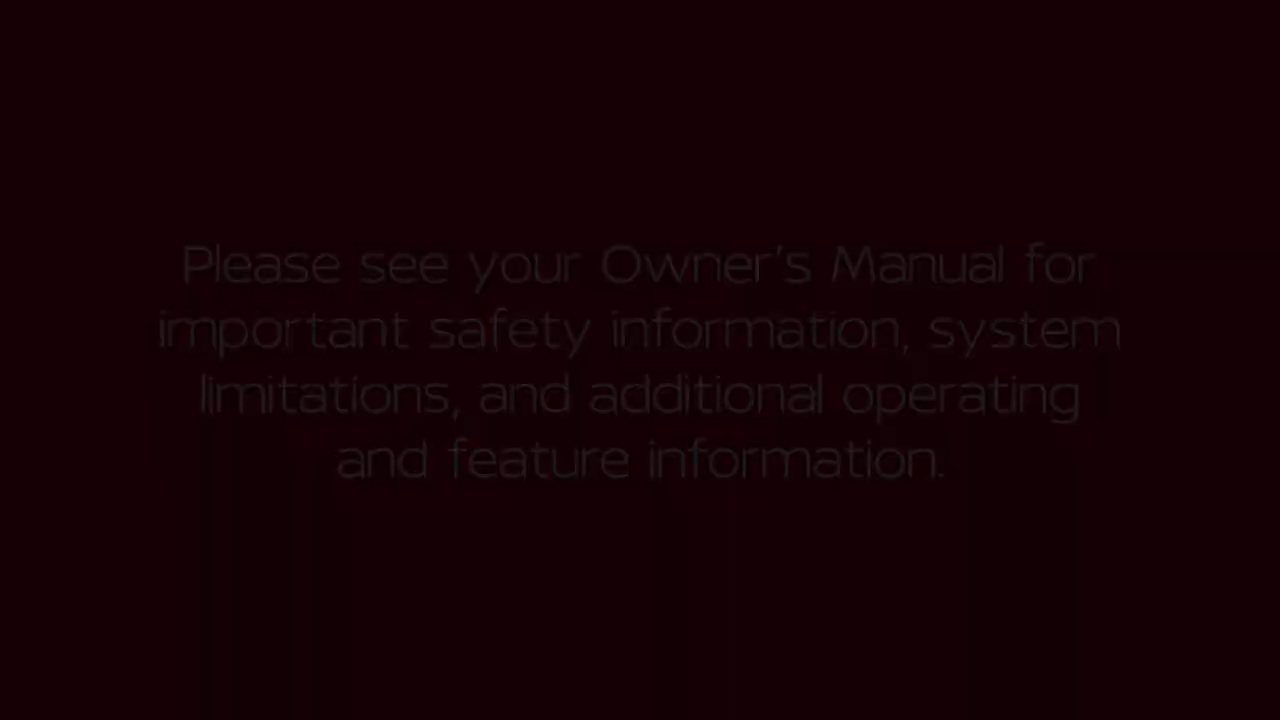 Please see your Owner’s Manual for
important safety information, system
limitations, and additional operating
and feature information.